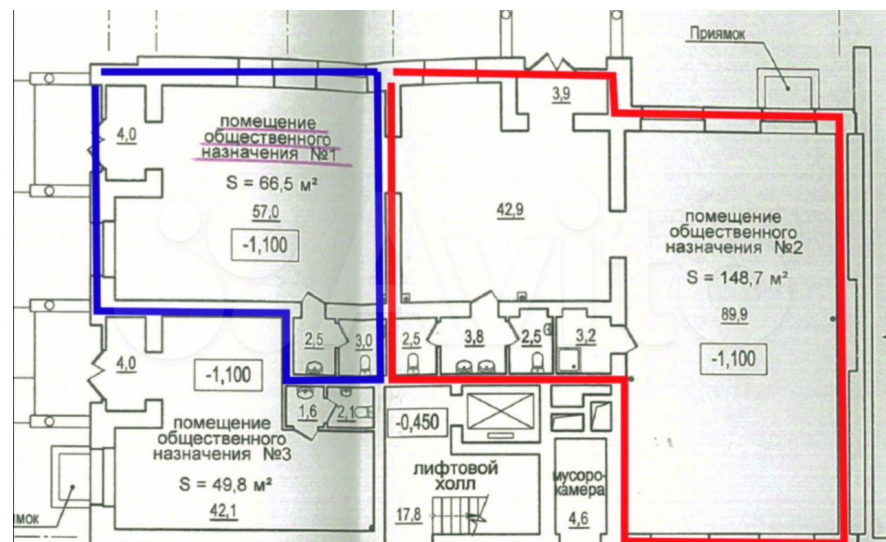 Приямок
3,9
4,0
помещение
общественного
назначения №1
S = 66,5 м²
57,0
-1,100
42,9
помещение
общественного
назначения №2
S = 148,7 м²
89,9
-1,100
2,5
3,0
2,5
3,8
2,5
3,2
4,0
-1,100
1,6
2,1
-0,450
помещение
общественного
назначения №3
S = 49,8 м²
42,1
лифтовой
холл
17,8
мусоро-
камера
4,6
ямок
Avito